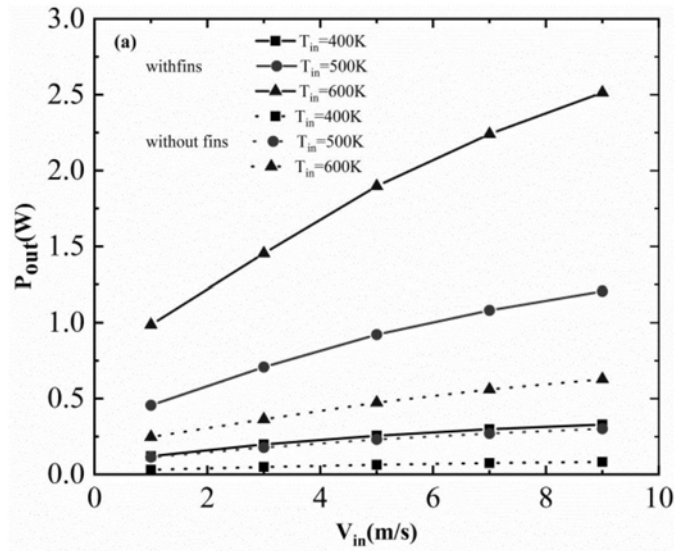 (a)
withfins
T_in=400K
T_in=500K
T_in=600K
without fins
T_in=400K
T_in=500K
T_in=600K
P_out(W)
3.0
2.5
2.0
1.5
1.0
0.5
0.0
0 2 4 6 8 10
V_in(m/s)